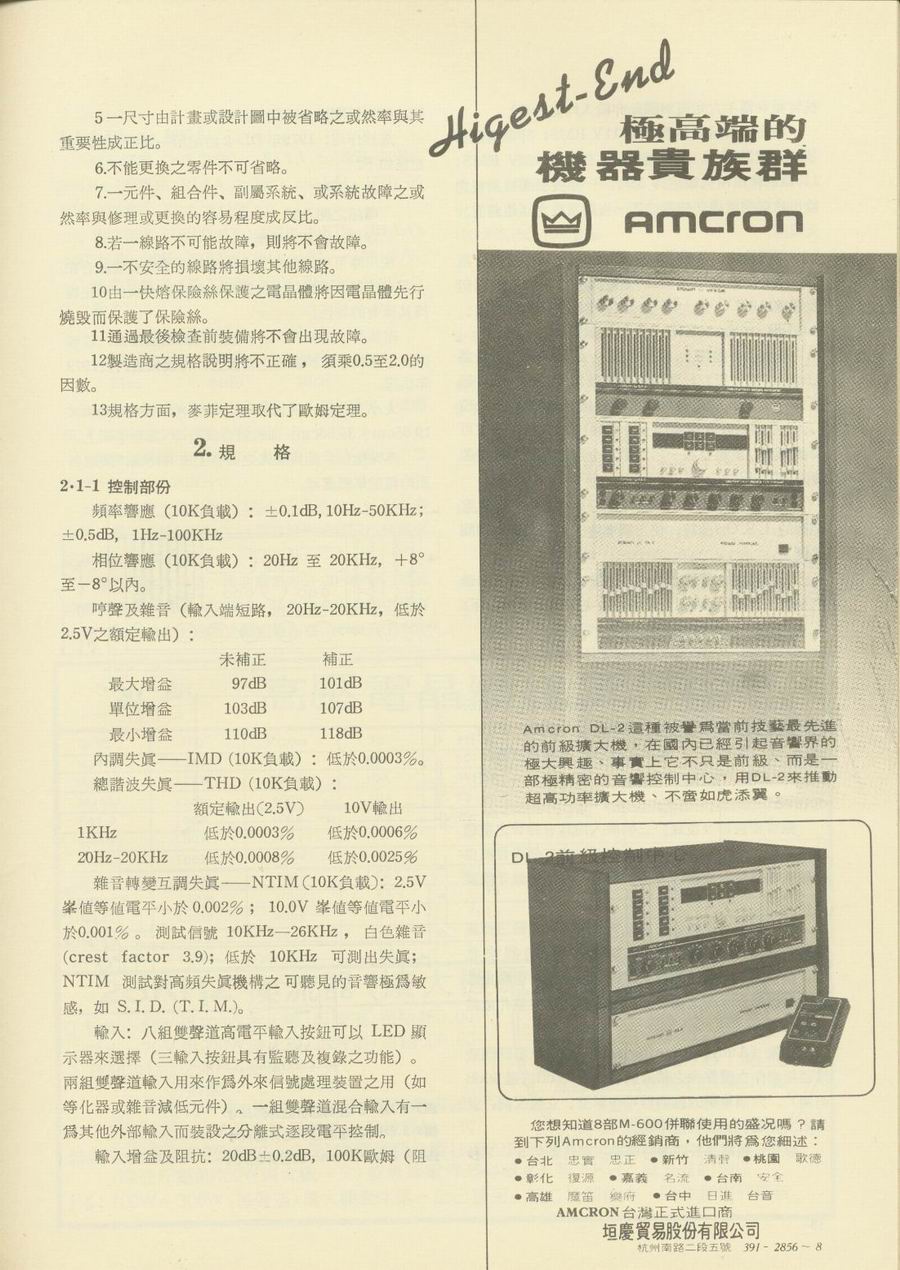 5一尺寸由計畫或設計圖中被省略之或然率與其
重要性成正比。
6.不能更換之零件不可省略。
7.一元件、組合件、副屬系統、或系統故障之或
然率與修理或更換的容易程度成反比。
8.若一線路不可能故障，則將不會故障。
9.一不安全的線路將損壞其他線路。
10由一快熔保險絲保護之電晶體將因電晶體先行
燒毀而保護了保險絲。
11通過最後檢查前裝備將不會出現故障。
12製造商之規格說明將不正確，須乘0.5至2.0的
因數。
13規格方面，麥菲定理取代了歐姆定理。
2. 規　格
2·1-1 控制部份
頻率響應（10K負載）：±0.1dB, 10Hz-50KHz；
±0.5dB, 1Hz-100KHz
相位響應（10K負載）：20Hz 至 20KHz, +8°
至−8°以內。
哼聲及雜音（輸入端短路，20Hz-20KHz，低於
2.5V之額定輸出）：
未補正　補正
最大增益　97dB　101dB
單位增益　103dB　107dB
最小增益　110dB　118dB
內調失眞——IMD（10K負載）：低於0.0003%。
總諧波失眞——THD（10K負載）：
額定輸出(2.5V)　10V輸出
1KHz　低於0.0003%　低於0.0006%
20Hz-20KHz　低於0.0008%　低於0.0025%
雜音轉變互調失眞——NTIM（10K負載）：2.5V
峯値等値電平小於0.002%；10.0V 峯値等値電平小
於0.001%。測試信號 10KHz—26KHz，白色雜音
(crest factor 3.9)；低於 10KHz 可測出失眞；
NTIM 測試對高頻失眞機構之可聽見的音響極爲敏
感，如 S. I. D. (T. I. M.)。
輸入：八組雙聲道高電平輸入按鈕可以 LED 顯
示器來選擇（三輸入按鈕具有監聽及複錄之功能）。
兩組雙聲道輸入用來作爲外來信號處理裝置之用（如
等化器或雜音減低元件）。一組雙聲道混合輸入有一
爲其他外部輸入而裝設之分離式逐段電平控制。
輸入增益及阻抗：20dB±0.2dB，100K歐姆（阻
Higest-End
極高端的
機器貴族群
AMCRON
Amcron DL-2這種被譽爲當前技藝最先進
的前級擴大機，在國內已經引起音響界的
極大興趣、事實上它不只是前級、而是一
部極精密的音響控制中心，用DL-2來推動
超高功率擴大機、不啻如虎添翼。
DL-2前級控制中心
您想知道8部M-600併聯使用的盛況嗎？請
到下列Amcron的經銷商，他們將爲您細述：
●台北　忠實　忠正　●新竹　清智　●桃園　歌德
●彰化　復源　●嘉義　名流　●台南　安全
●高雄　魔笛　樂府　●台中　日進　台音
AMCRON台灣正式進口商
垣慶貿易股份有限公司
杭州南路二段五號　391-2856～8